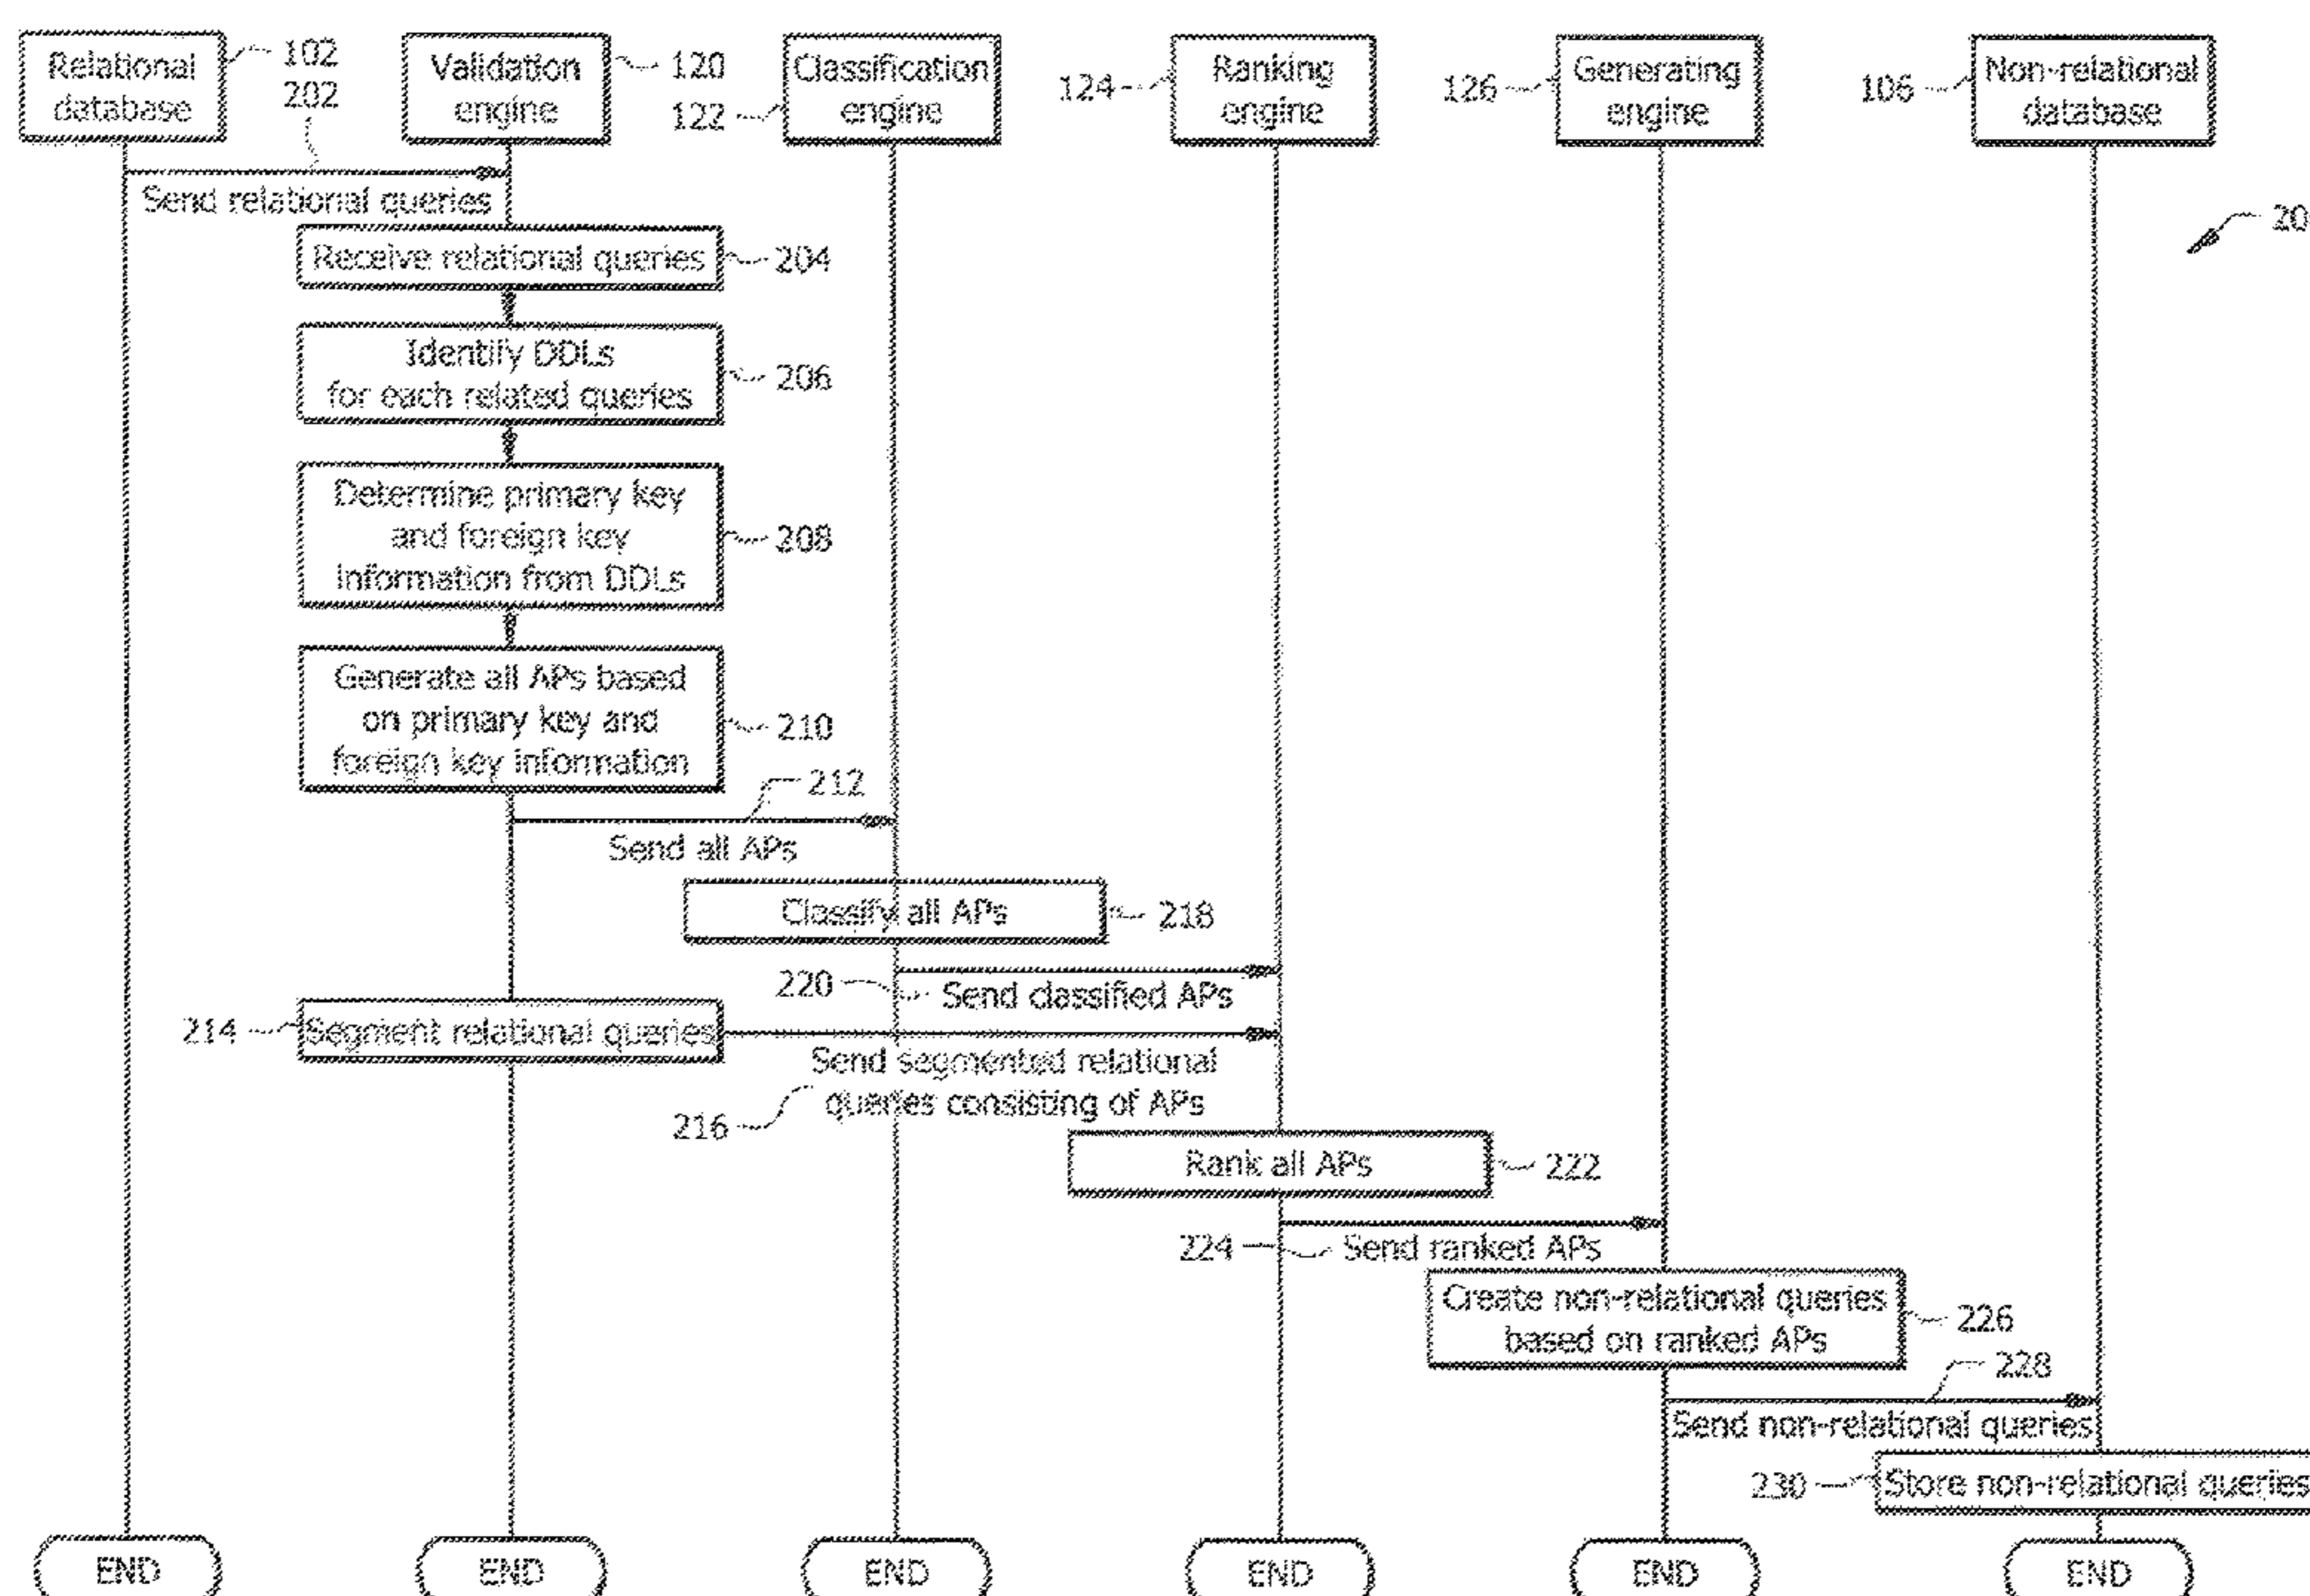 Relational
database
102
202
Validation
engine
120
122
Classification
engine
124
Ranking
engine
126
Generating
engine
106
Non-relational
database
20
Send relational queries
Receive relational queries
204
Identify DDLs
for each related queries
206
Determine primary key
and foreign key
information from DDLs
208
Generate all APs based
on primary key and
foreign key information
210
212
Send all APs
Classify all APs
218
220
Send classified APs
214
Segment relational queries
Send segmented relational
queries consisting of APs
216
Rank all APs
222
224
Send ranked APs
Create non-relational queries
based on ranked APs
226
228
Send non-relational queries
230
Store non-relational queries
END
END
END
END
END
END